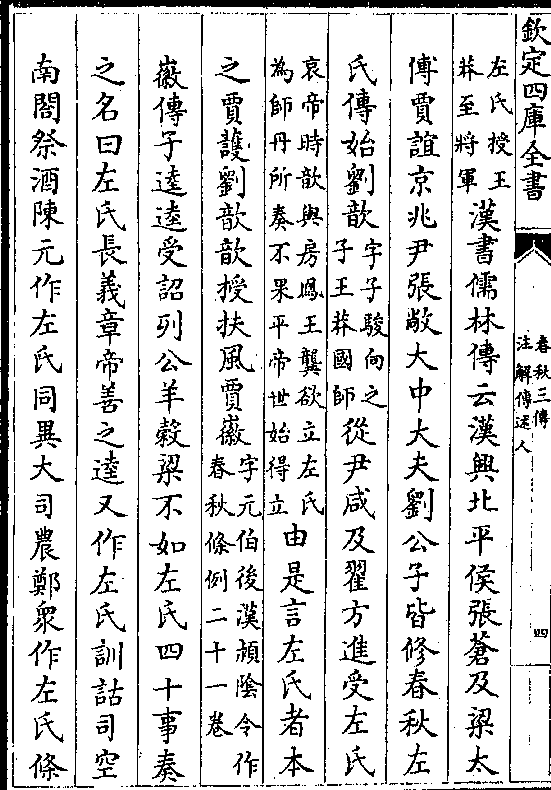 欽定四庫全書
春秋三傳
注解傳述人
四
左氏授王
莽至將軍
漢書儒林傳云漢興北平侯張蒼及梁太
傅賈誼京兆尹張敞大中大夫劉公子皆修春秋左
氏傳始劉歆
字子駿向之
子王莽國師
從尹咸及翟方進受左氏
哀帝時歆與房鳳王龔欲立左氏
為師丹所奏不果平帝世始得立
由是言左氏者本
之賈護劉歆歆授扶風賈徽
字元伯後漢潁陰令作
春秋條例二十一卷
徽傳子逵逵受詔列公羊穀梁不如左氏四十事奏
之名曰左氏長義章帝善之逵又作左氏訓詁司空
南閣祭酒陳元作左氏同異大司農鄭衆作左氏條